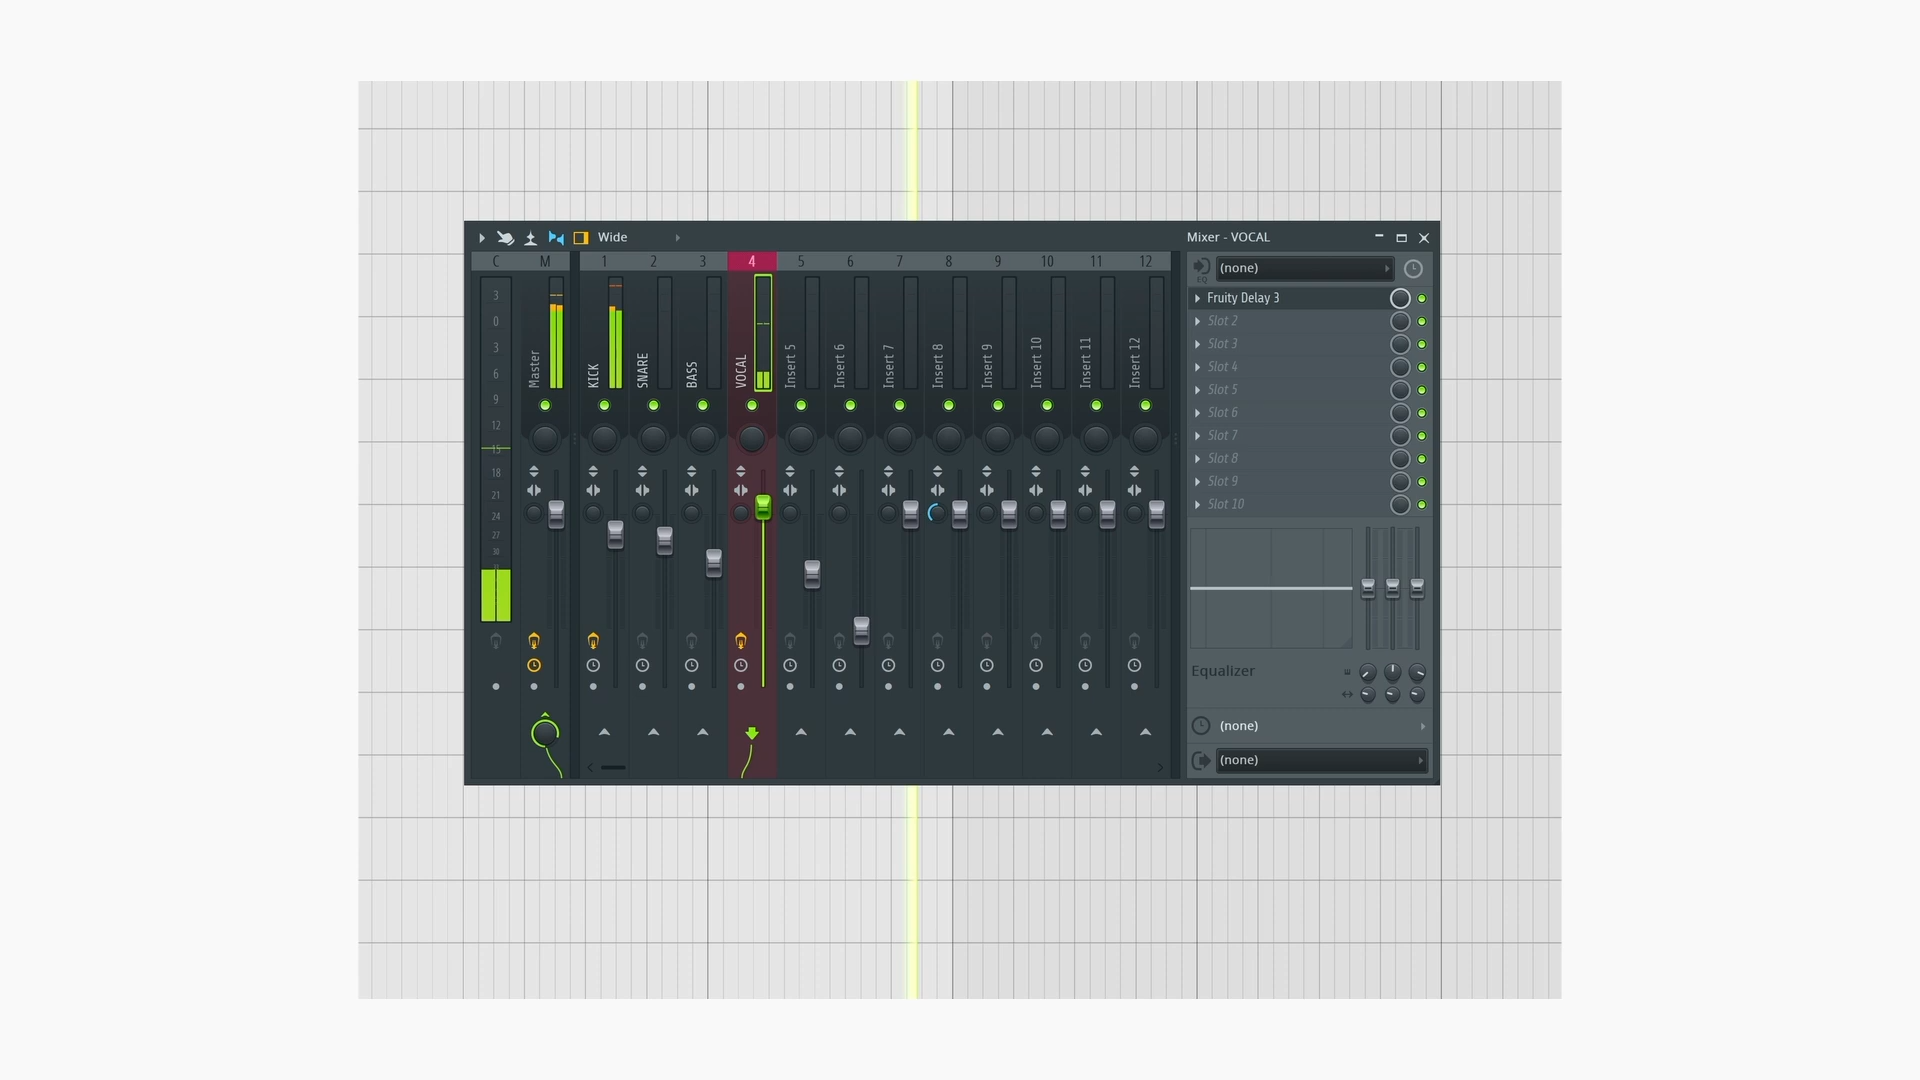 Wide
Mixer - VOCAL
C M 1 2 3 4 5 6 7 8 9 10 11 12
(none)
EQ
3
0
3
6
9
12
15
18
21
24
27
30
Master
KICK
SNARE
BASS
VOCAL
Insert 5
Insert 6
Insert 7
Insert 8
Insert 9
Insert 10
Insert 11
Insert 12
Fruity Delay 3
Slot 2
Slot 3
Slot 4
Slot 5
Slot 6
Slot 7
Slot 8
Slot 9
Slot 10
Equalizer
(none)
(none)